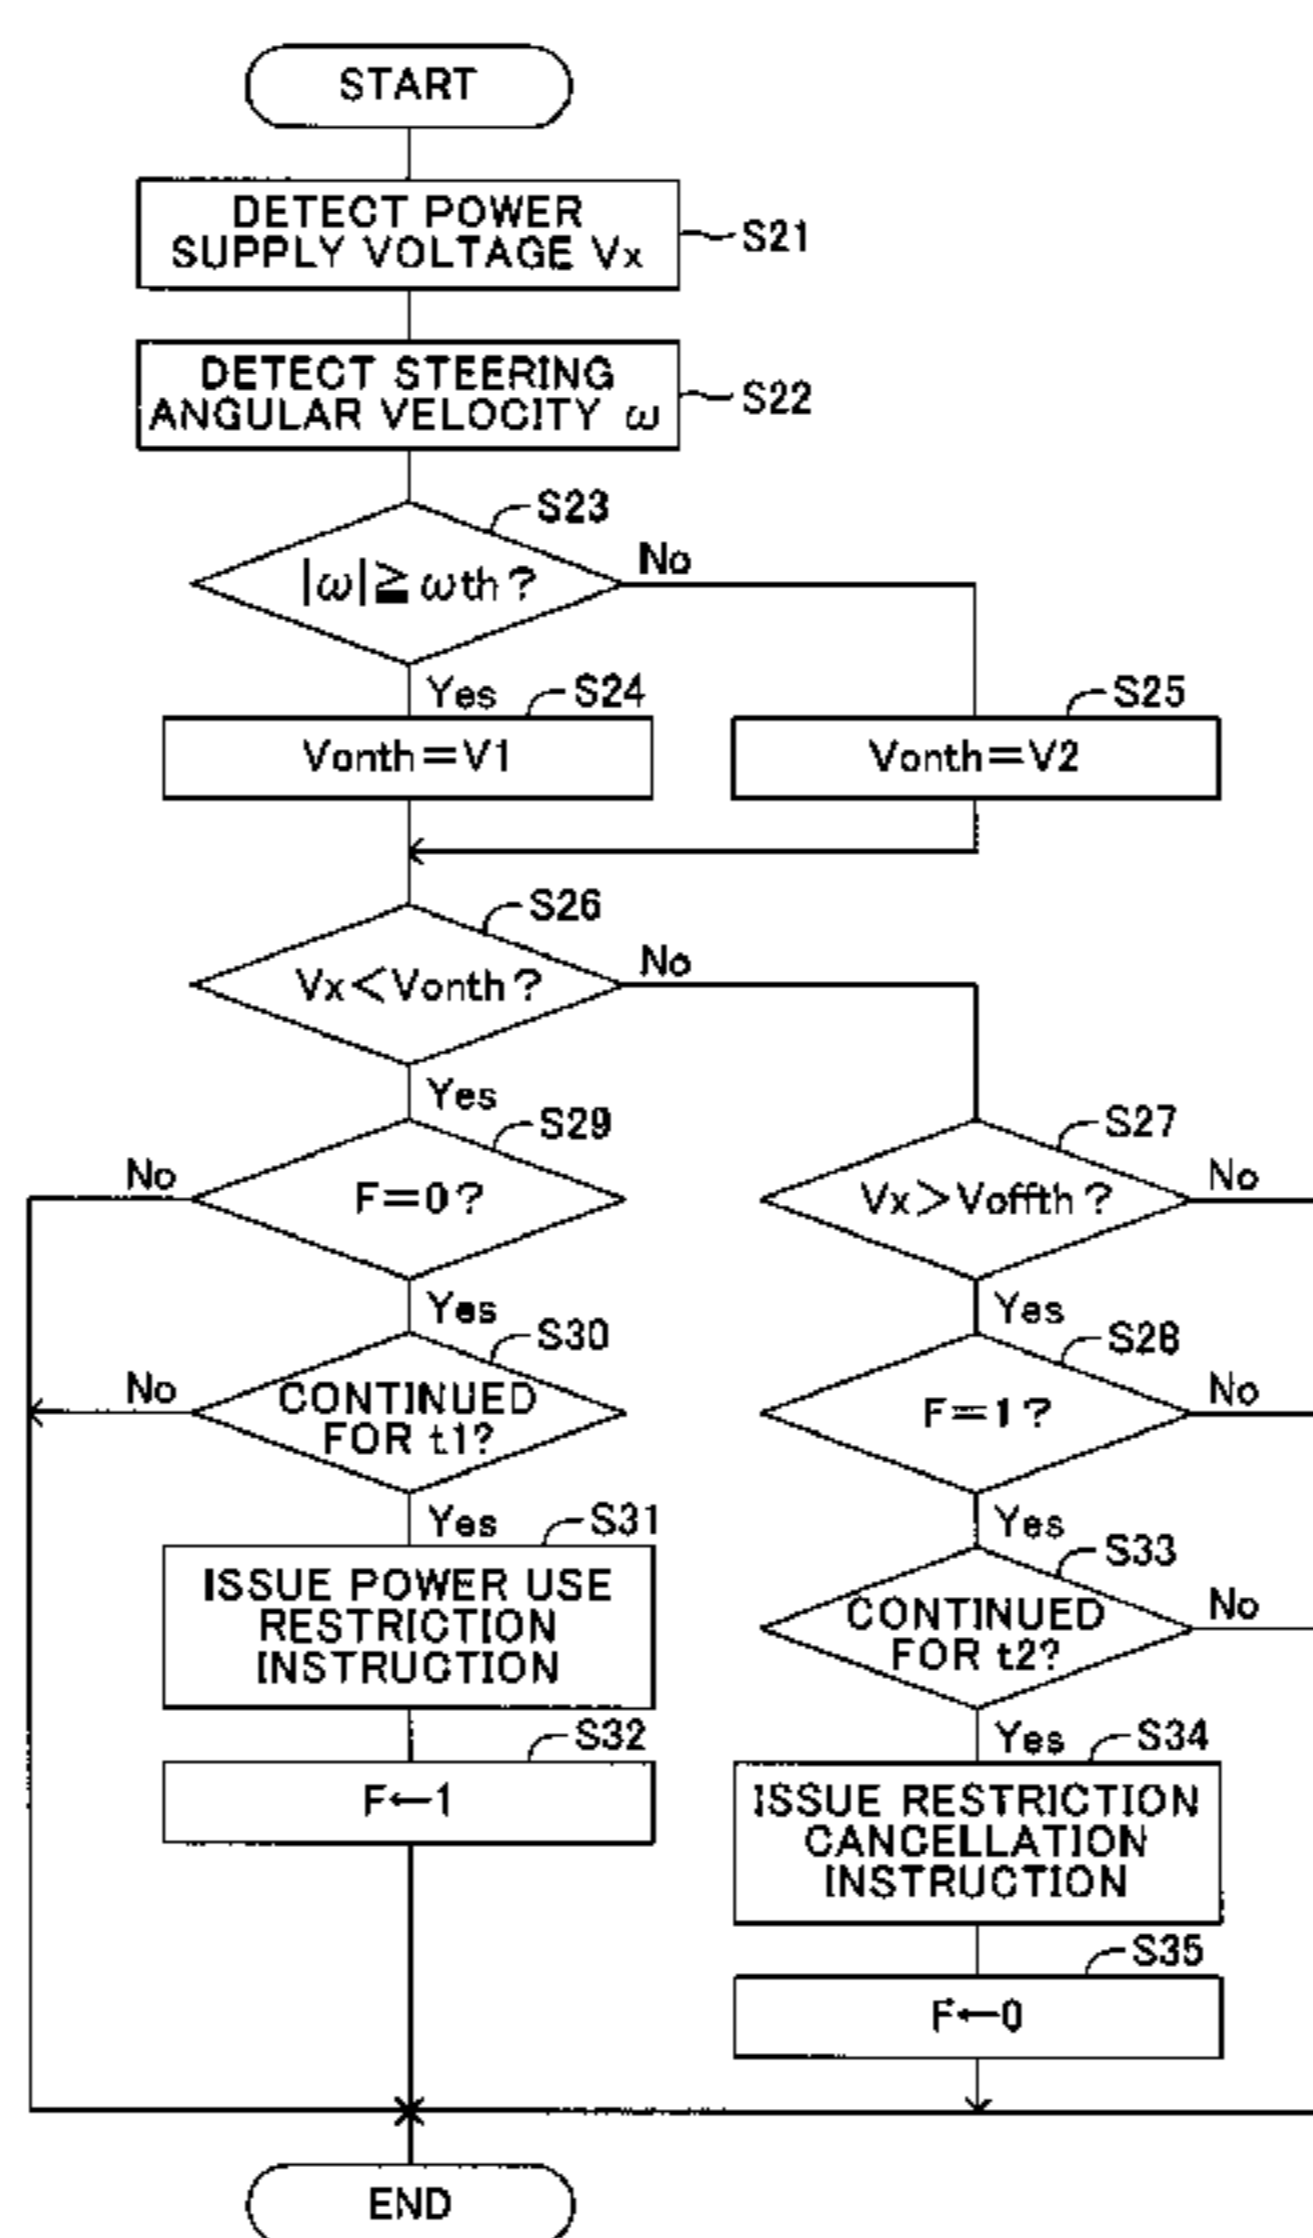 START
DETECT POWER
SUPPLY VOLTAGE Vx
S21
DETECT STEERING
ANGULAR VELOCITY ω
S22
S23
|ω|≧ωth?
No
Yes
S24
Vonth=V1
S25
Vonth=V2
S26
Vx<Vonth?
No
Yes
S29
F=0?
No
Yes
S27
Vx>Voffth?
No
Yes
S30
CONTINUED
FOR t1?
No
Yes
S28
F=1?
No
Yes
S31
ISSUE POWER USE
RESTRICTION
INSTRUCTION
S33
CONTINUED
FOR t2?
No
Yes
S32
F←1
S34
ISSUE RESTRICTION
CANCELLATION
INSTRUCTION
S35
F←0
END